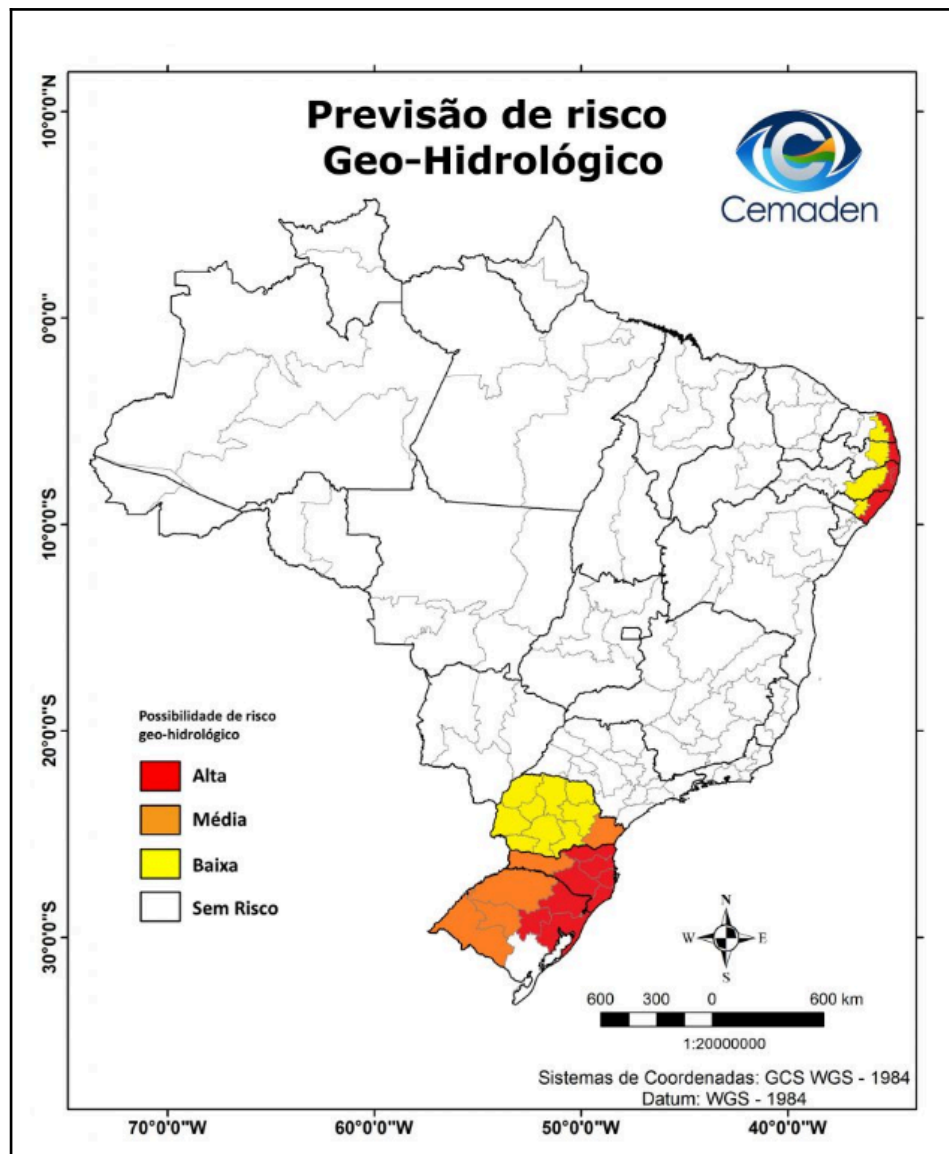 Previsão de risco
Geo-Hidrológico
Cemaden
10°0'0"N
0°0'0"
10°0'0"S
20°0'0"S
30°0'0"S
Possibilidade de risco
geo-hidrológico
Alta
Média
Baixa
Sem Risco
N
W E
S
600 300 0 600 km
1:20000000
Sistemas de Coordenadas: GCS WGS - 1984
Datum: WGS - 1984
70°0'0"W 60°0'0"W 50°0'0"W 40°0'0"W